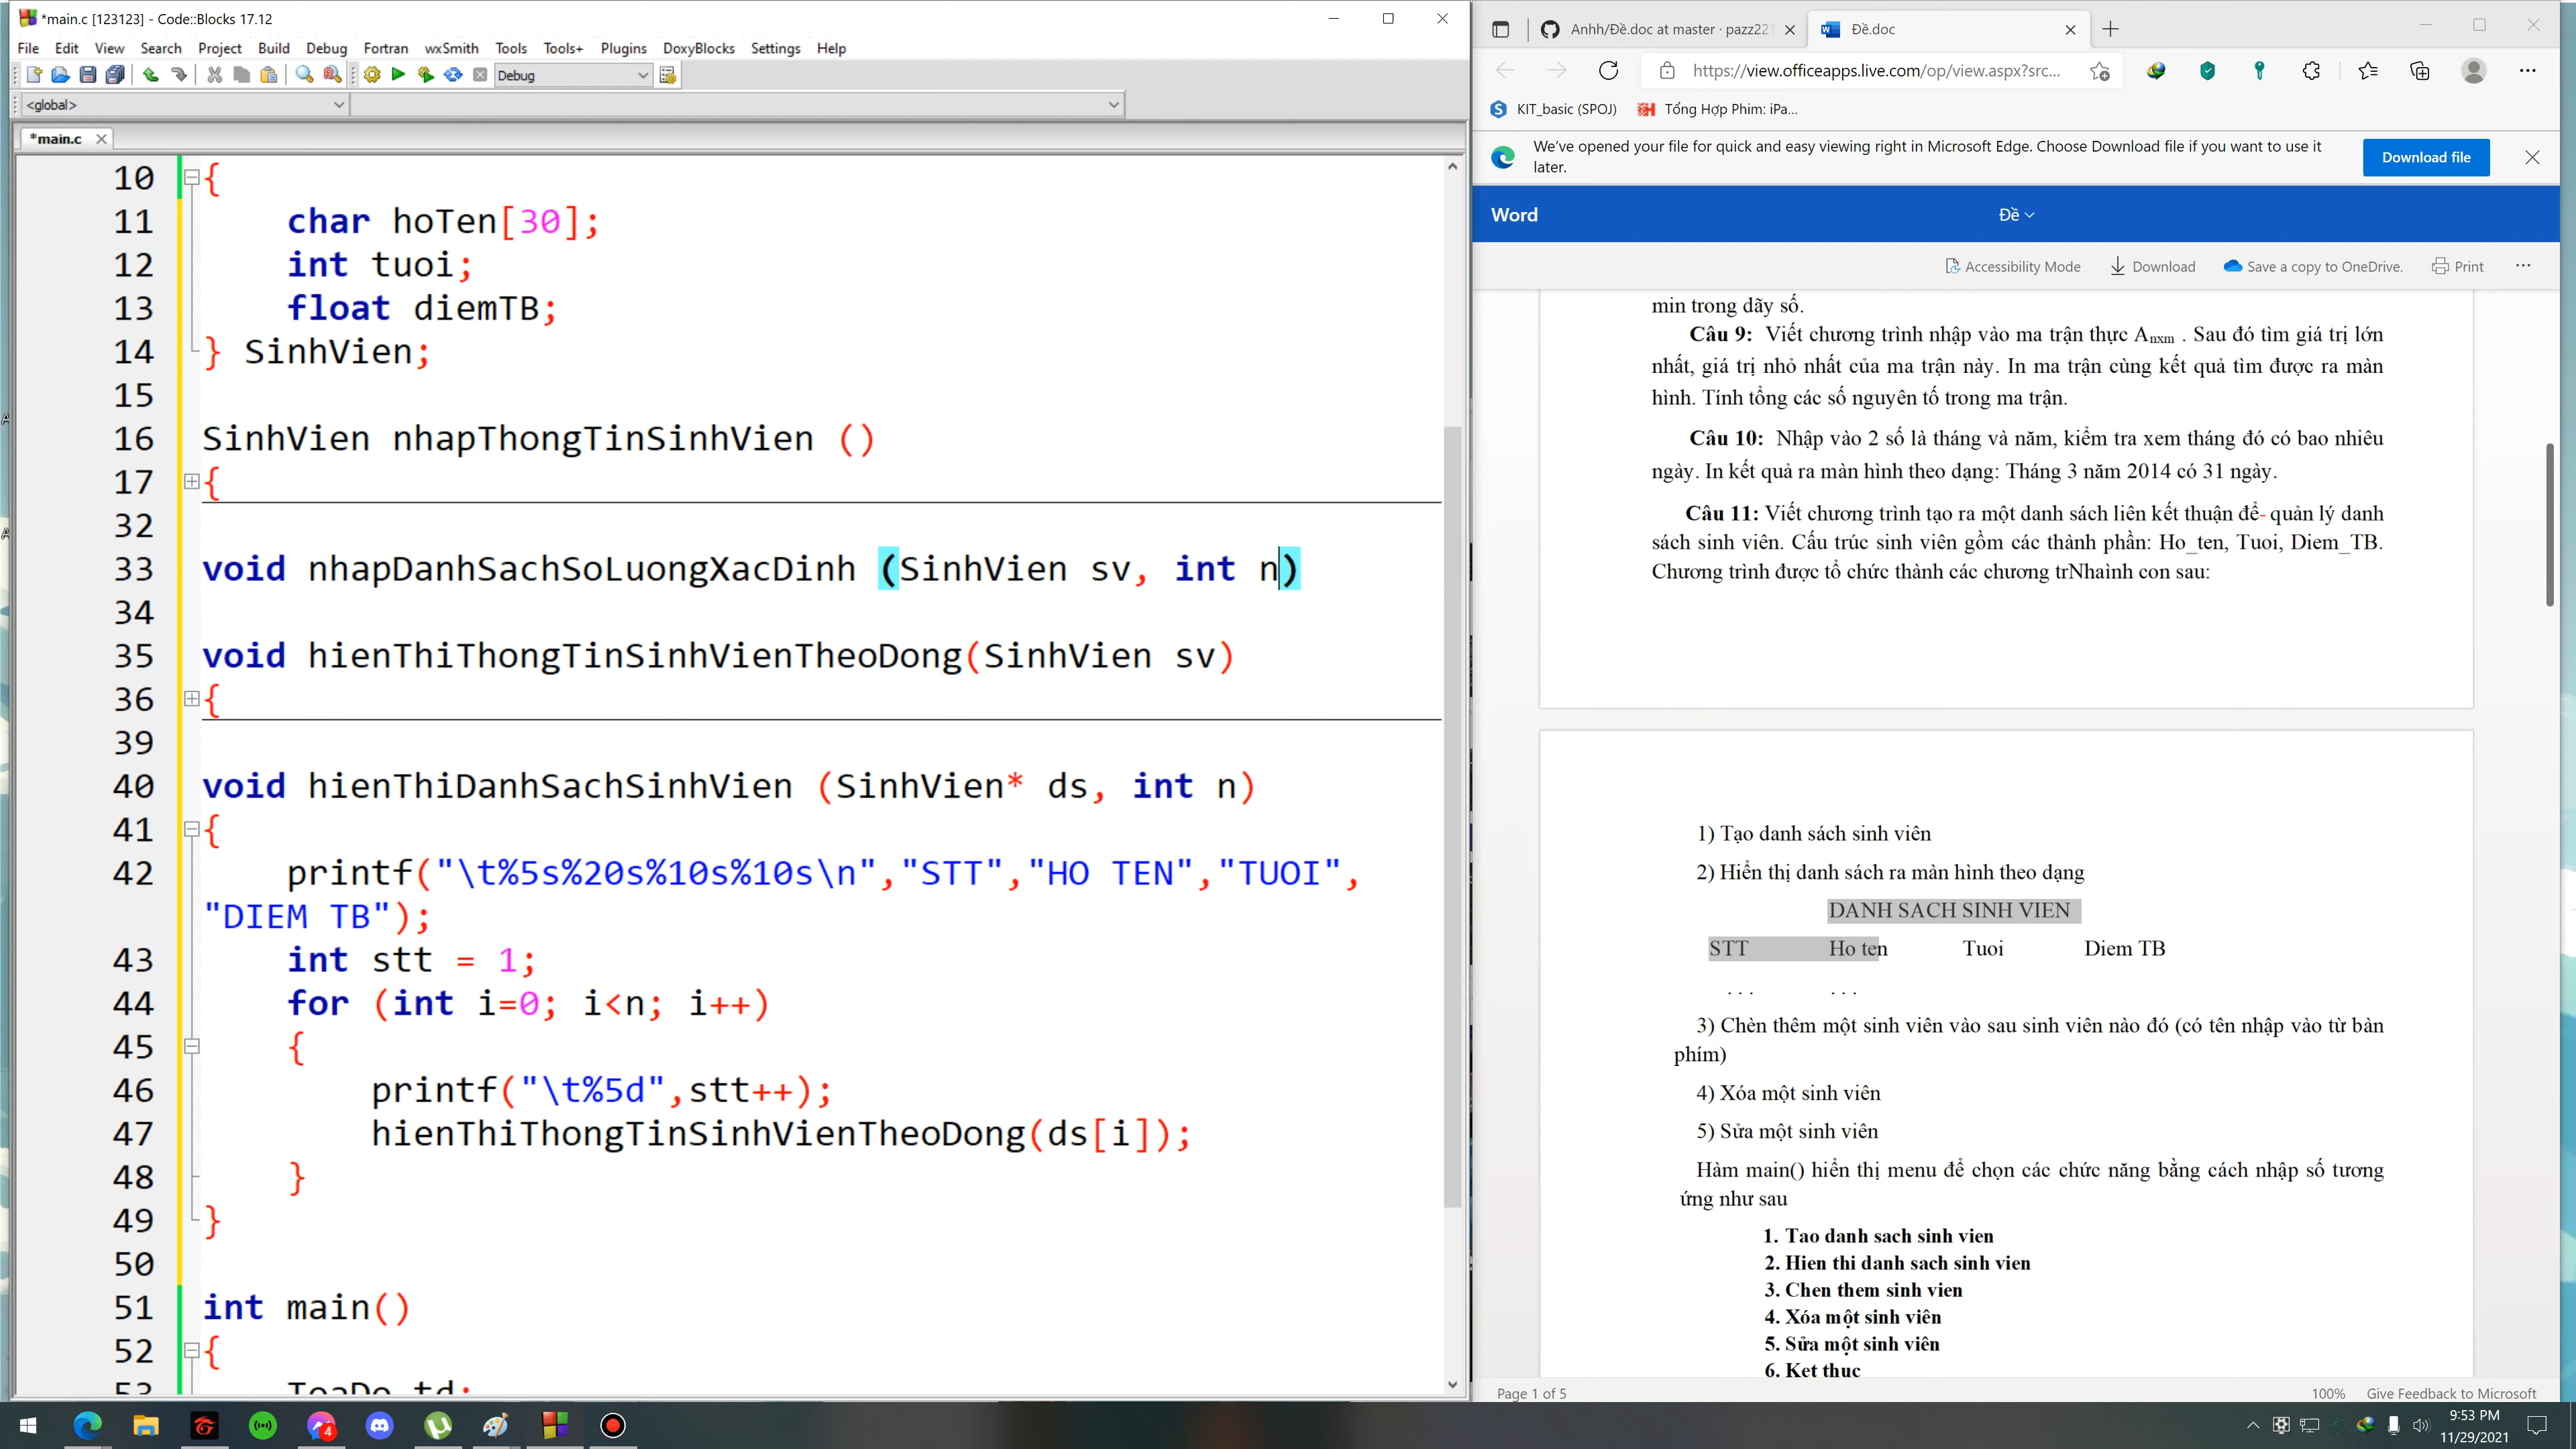 *main.c [123123] - Code::Blocks 17.12
File Edit View Search Project Build Debug Fortran wxSmith Tools Tools+ Plugins DoxyBlocks Settings Help
Debug
<global>
*main.c
10 {
11 char hoTen[30];
12 int tuoi;
13 float diemTB;
14 } SinhVien;
15
16 SinhVien nhapThongTinSinhVien ()
17 {
32
33 void nhapDanhSachSoLuongXacDinh (SinhVien sv, int n)
34
35 void hienThiThongTinSinhVienTheoDong(SinhVien sv)
36 {
39
40 void hienThiDanhSachSinhVien (SinhVien* ds, int n)
41 {
42 printf("\t%5s%20s%10s%10s\n","STT","HO TEN","TUOI",
"DIEM TB");
43 int stt = 1;
44 for (int i=0; i<n; i++)
45 {
46 printf("\t%5d",stt++);
47 hienThiThongTinSinhVienTheoDong(ds[i]);
48 }
49 }
50
51 int main()
52 {
53 ToaDo td;
Anhh/Đề.doc at master · pazz221
Đề.doc
https://view.officeapps.live.com/op/view.aspx?src...
KIT_basic (SPOJ) Tổng Hợp Phim: iPa...
We've opened your file for quick and easy viewing right in Microsoft Edge. Choose Download file if you want to use it
later.
Download file
Word
Đề
Accessibility Mode Download Save a copy to OneDrive. Print ...
min trong dãy số.
Câu 9: Viết chương trình nhập vào ma trận thực Anxm . Sau đó tìm giá trị lớn
nhất, giá trị nhỏ nhất của ma trận này. In ma trận cùng kết quả tìm được ra màn
hình. Tính tổng các số nguyên tố trong ma trận.
Câu 10: Nhập vào 2 số là tháng và năm, kiểm tra xem tháng đó có bao nhiêu
ngày. In kết quả ra màn hình theo dạng: Tháng 3 năm 2014 có 31 ngày.
Câu 11: Viết chương trình tạo ra một danh sách liên kết thuận để- quản lý danh
sách sinh viên. Cấu trúc sinh viên gồm các thành phần: Ho_ten, Tuoi, Diem_TB.
Chương trình được tổ chức thành các chương trNhaình con sau:
1) Tạo danh sách sinh viên
2) Hiển thị danh sách ra màn hình theo dạng
DANH SACH SINH VIEN
STT Ho ten Tuoi Diem TB
. . . . . .
3) Chèn thêm một sinh viên vào sau sinh viên nào đó (có tên nhập vào từ bàn
phím)
4) Xóa một sinh viên
5) Sửa một sinh viên
Hàm main() hiển thị menu để chọn các chức năng bằng cách nhập số tương
ứng như sau
1. Tao danh sach sinh vien
2. Hien thi danh sach sinh vien
3. Chen them sinh vien
4. Xóa một sinh viên
5. Sửa một sinh viên
6. Ket thuc
Page 1 of 5 100% Give Feedback to Microsoft
4
9:53 PM
11/29/2021